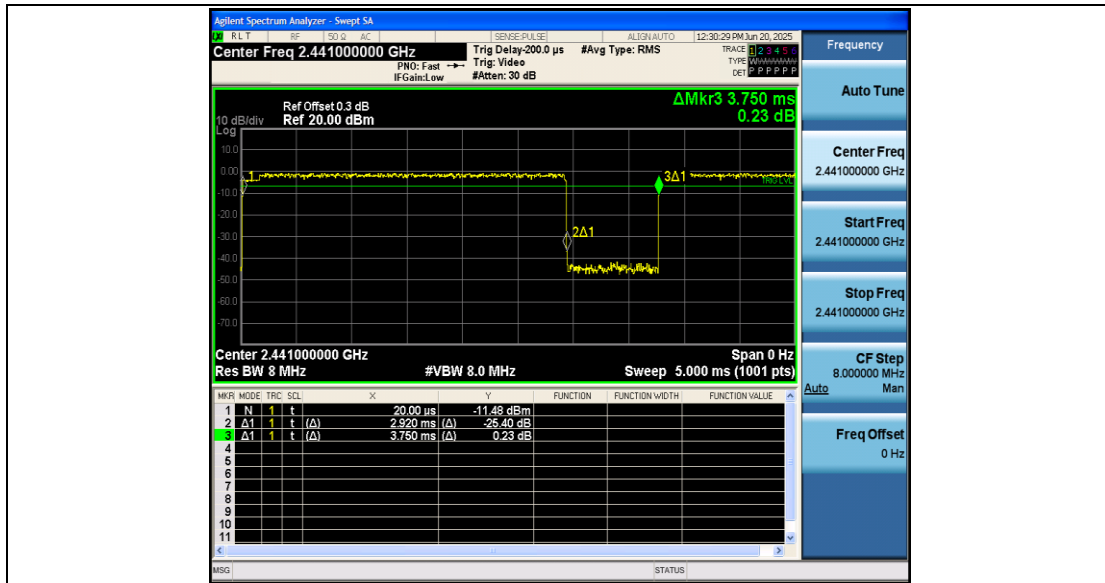 Agilent Spectrum Analyzer - Swept SA
RLT RF 50 Ω AC SENSE:PULSE ALIGN AUTO 12:30:29 PM Jun 20, 2025
Center Freq 2.441000000 GHz
PNO: Fast
IFGain:Low
Trig Delay-200.0 µs
Trig: Video
#Atten: 30 dB
#Avg Type: RMS
TRACE 1 2 3 4 5 6
TYPE
DET P P P P P P
ΔMkr3 3.750 ms
0.23 dB
Ref Offset 0.3 dB
10 dB/div Ref 20.00 dBm
Log
10.0
0.00
-10.0
-20.0
-30.0
-40.0
-50.0
-60.0
-70.0
1
2Δ1
3Δ1
TRIG LVL
Center 2.441000000 GHz Span 0 Hz
Res BW 8 MHz #VBW 8.0 MHz Sweep 5.000 ms (1001 pts)
MKR MODE TRC SCL X Y FUNCTION FUNCTION WIDTH FUNCTION VALUE
1 N 1 t 20.00 µs -11.48 dBm
2 Δ1 1 t (Δ) 2.920 ms (Δ) -25.40 dB
3 Δ1 1 t (Δ) 3.750 ms (Δ) 0.23 dB
4
5
6
7
8
9
10
11
MSG STATUS
Frequency
Auto Tune
Center Freq
2.441000000 GHz
Start Freq
2.441000000 GHz
Stop Freq
2.441000000 GHz
CF Step
8.000000 MHz
Auto Man
Freq Offset
0 Hz